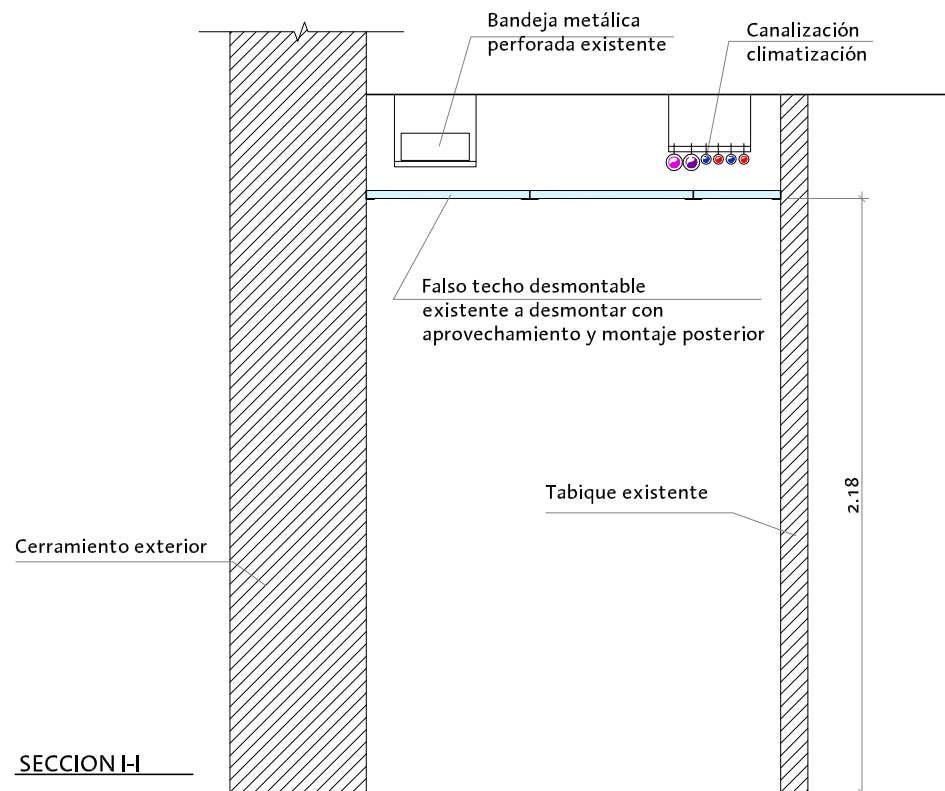 Bandeja metálica
perforada existente
Canalización
climatización
Falso techo desmontable
existente a desmontar con
aprovechamiento y montaje posterior
Tabique existente
2.18
Cerramiento exterior
SECCION I-I